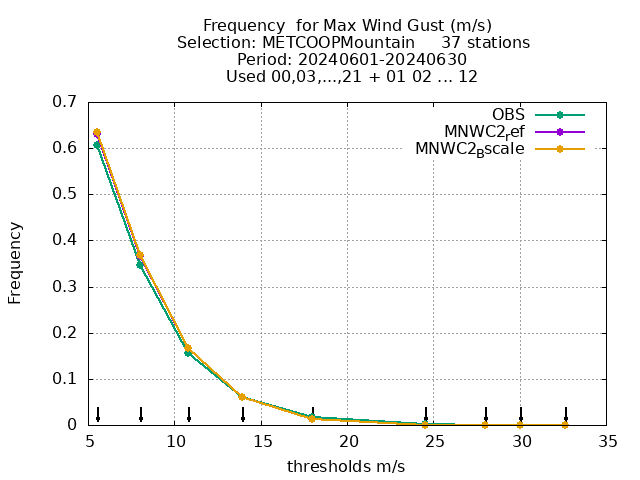 Frequency  for Max Wind Gust (m/s)
Selection: METCOOPMountain     37 stations
Period: 20240601-20240630
Used 00,03,...,21 + 01 02 ... 12
OBS
MNWC2ref
MNWC2Bscale
0.7
0.6
0.5
0.4
0.3
0.2
0.1
0
Frequency
5 10 15 20 25 30 35
thresholds m/s